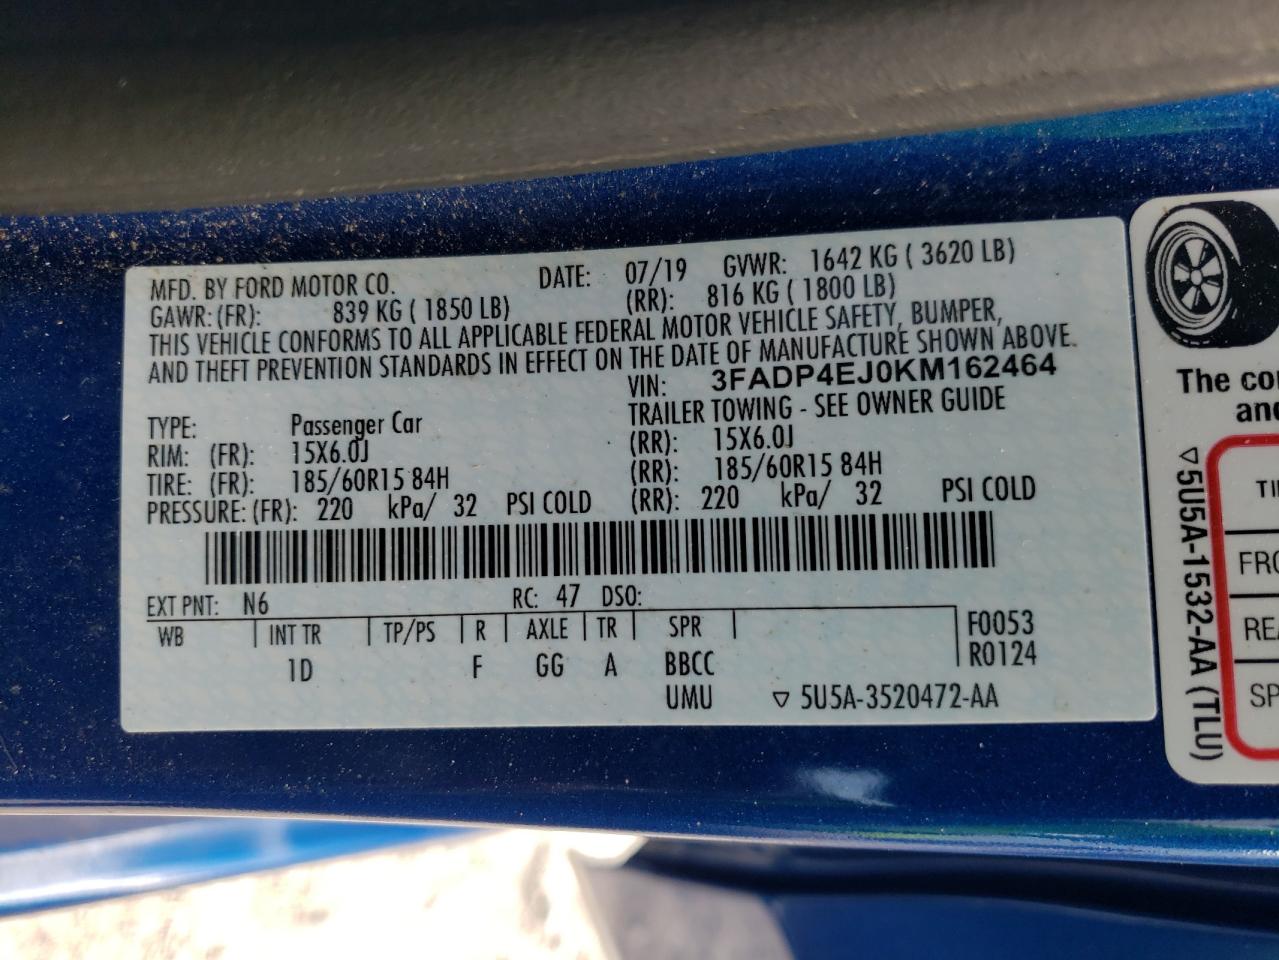 MFD. BY FORD MOTOR CO. DATE: 07/19 GVWR: 1642 KG ( 3620 LB)
GAWR: (FR): 839 KG ( 1850 LB) (RR): 816 KG ( 1800 LB)
THIS VEHICLE CONFORMS TO ALL APPLICABLE FEDERAL MOTOR VEHICLE SAFETY, BUMPER,
AND THEFT PREVENTION STANDARDS IN EFFECT ON THE DATE OF MANUFACTURE SHOWN ABOVE.
VIN: 3FADP4EJ0KM162464
TYPE: Passenger Car TRAILER TOWING - SEE OWNER GUIDE
RIM: (FR): 15X6.0J (RR): 15X6.0J
TIRE: (FR): 185/60R15 84H (RR): 185/60R15 84H
PRESSURE: (FR): 220 kPa/ 32 PSI COLD (RR): 220 kPa/ 32 PSI COLD
EXT PNT: N6 RC: 47 DSO:
WB INT TR TP/PS R AXLE TR SPR F0053
1D F GG A BBCC R0124
UMU ▽ 5U5A-3520472-AA
The co
and
▽5U5A-1532-AA (TLU)
TI
FRO
REA
SP